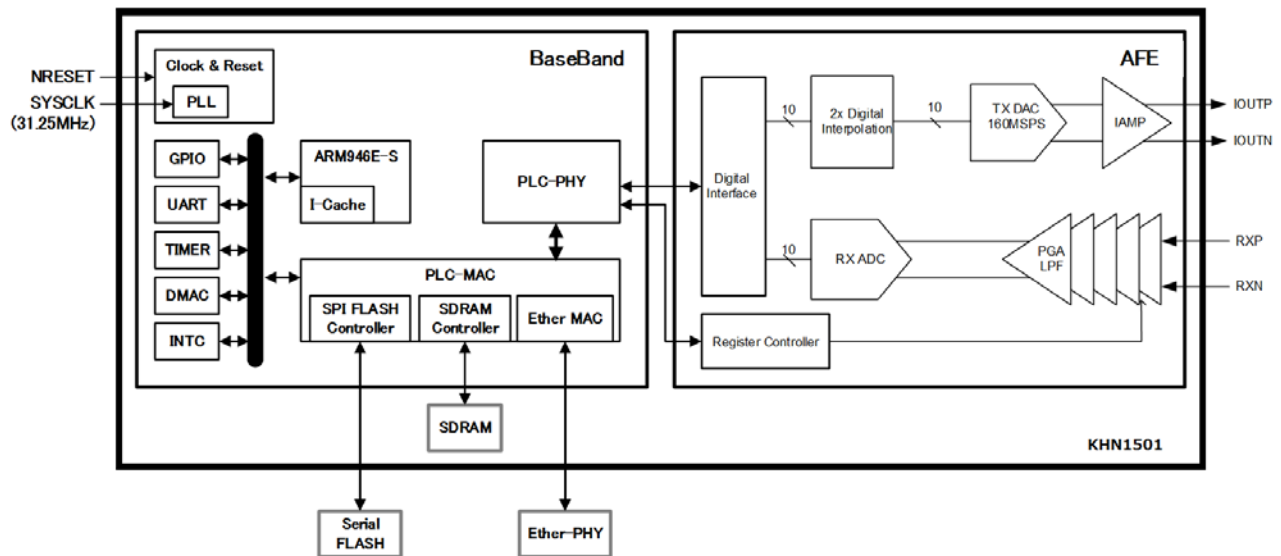 BaseBand
AFE
Clock & Reset
NRESET
PLL
SYSCLK
(31.25MHz)
10
2x Digital
Interpolation
10
TX DAC
160MSPS
IAMP
IOUTP
IOUTN
GPIO
ARM946E-S
I-Cache
UART
PLC-PHY
Digital
Interface
TIMER
10
RX ADC
PGA
LPF
RXP
RXN
PLC-MAC
DMAC
SPI FLASH
Controller
SDRAM
Controller
Ether MAC
INTC
Register Controller
SDRAM
KHN1501
Serial
FLASH
Ether-PHY